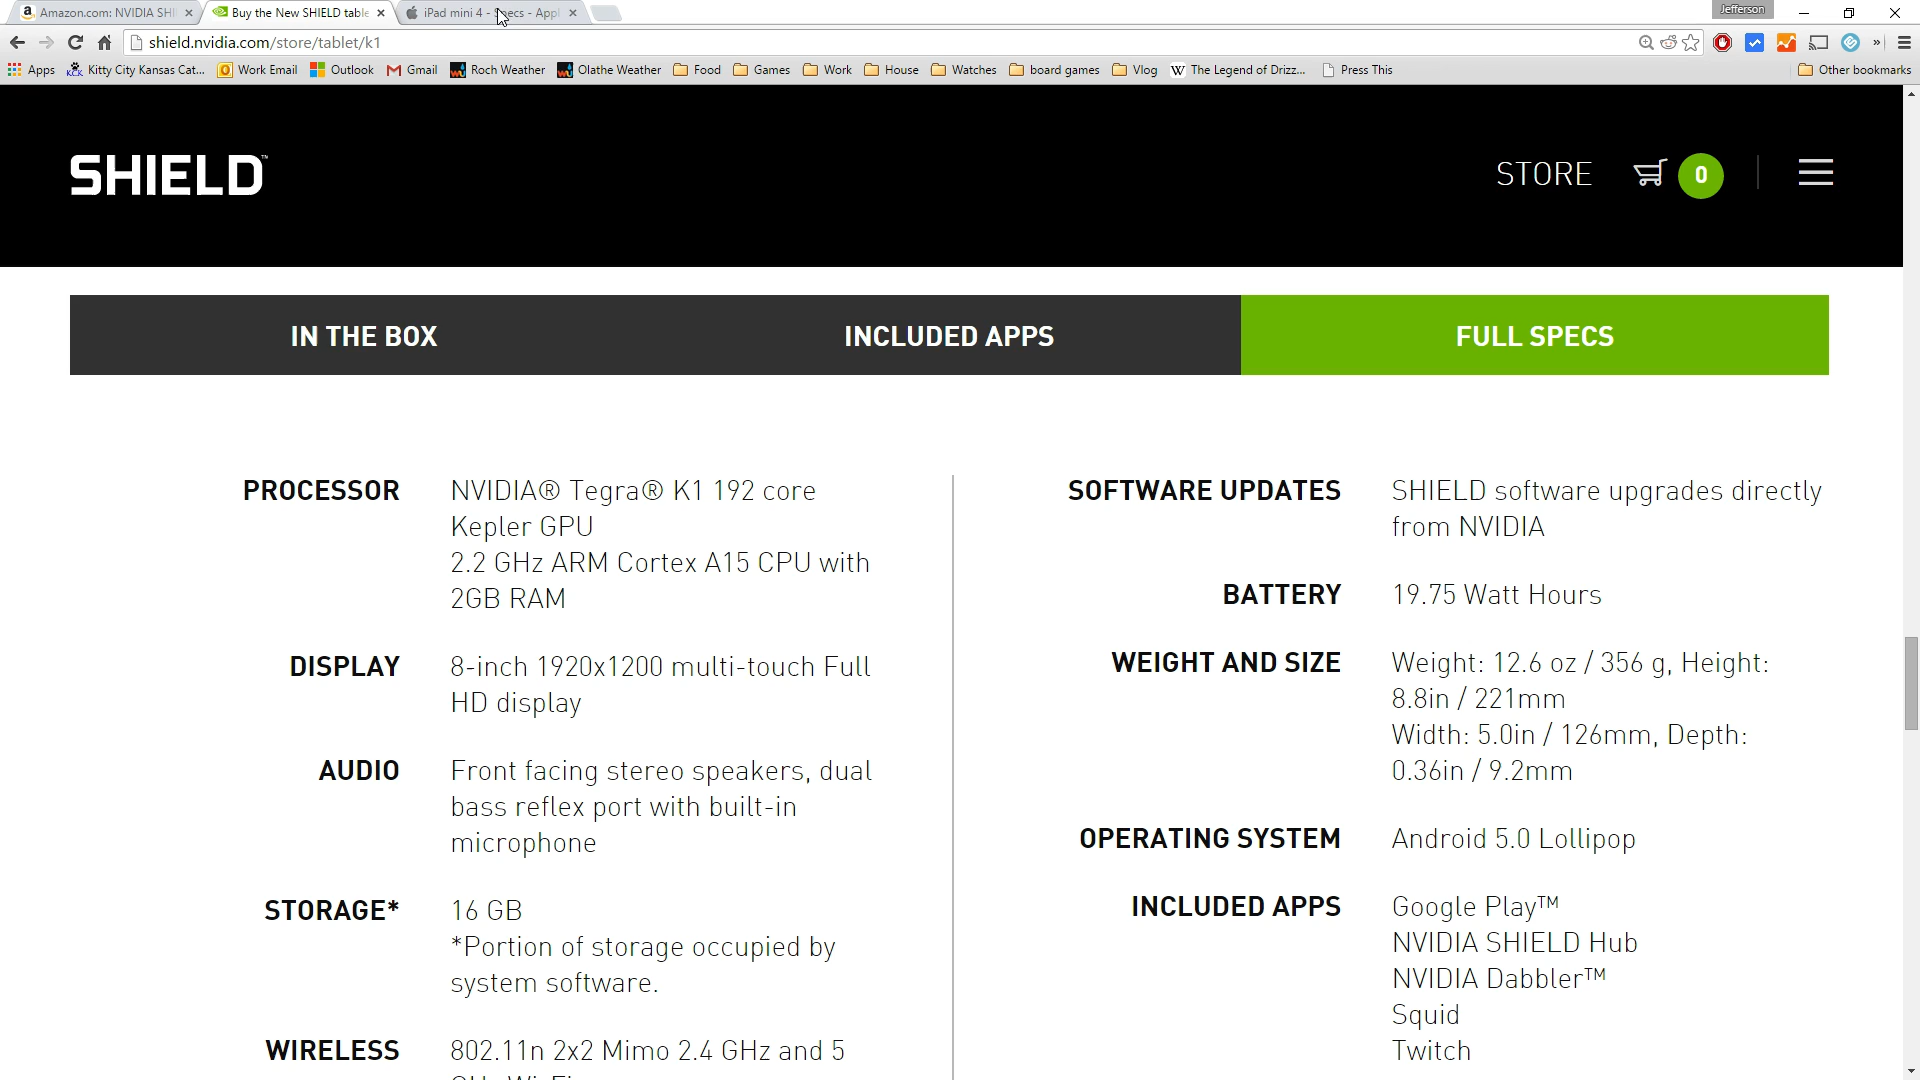 Amazon.com: NVIDIA SHI
Buy the New SHIELD table
iPad mini 4 - Specs - Appl
Jefferson
shield.nvidia.com/store/tablet/k1
Apps
Kitty City Kansas Cat...
Work Email
Outlook
Gmail
Roch Weather
Olathe Weather
Food
Games
Work
House
Watches
board games
Vlog
W The Legend of Drizz...
Press This
Other bookmarks
SHIELD™
STORE
0
IN THE BOX
INCLUDED APPS
FULL SPECS
PROCESSOR
NVIDIA® Tegra® K1 192 core
Kepler GPU
2.2 GHz ARM Cortex A15 CPU with
2GB RAM
DISPLAY
8-inch 1920x1200 multi-touch Full
HD display
AUDIO
Front facing stereo speakers, dual
bass reflex port with built-in
microphone
STORAGE*
16 GB
*Portion of storage occupied by
system software.
WIRELESS
802.11n 2x2 Mimo 2.4 GHz and 5
SOFTWARE UPDATES
SHIELD software upgrades directly
from NVIDIA
BATTERY
19.75 Watt Hours
WEIGHT AND SIZE
Weight: 12.6 oz / 356 g, Height:
8.8in / 221mm
Width: 5.0in / 126mm, Depth:
0.36in / 9.2mm
OPERATING SYSTEM
Android 5.0 Lollipop
INCLUDED APPS
Google Play™
NVIDIA SHIELD Hub
NVIDIA Dabbler™
Squid
Twitch